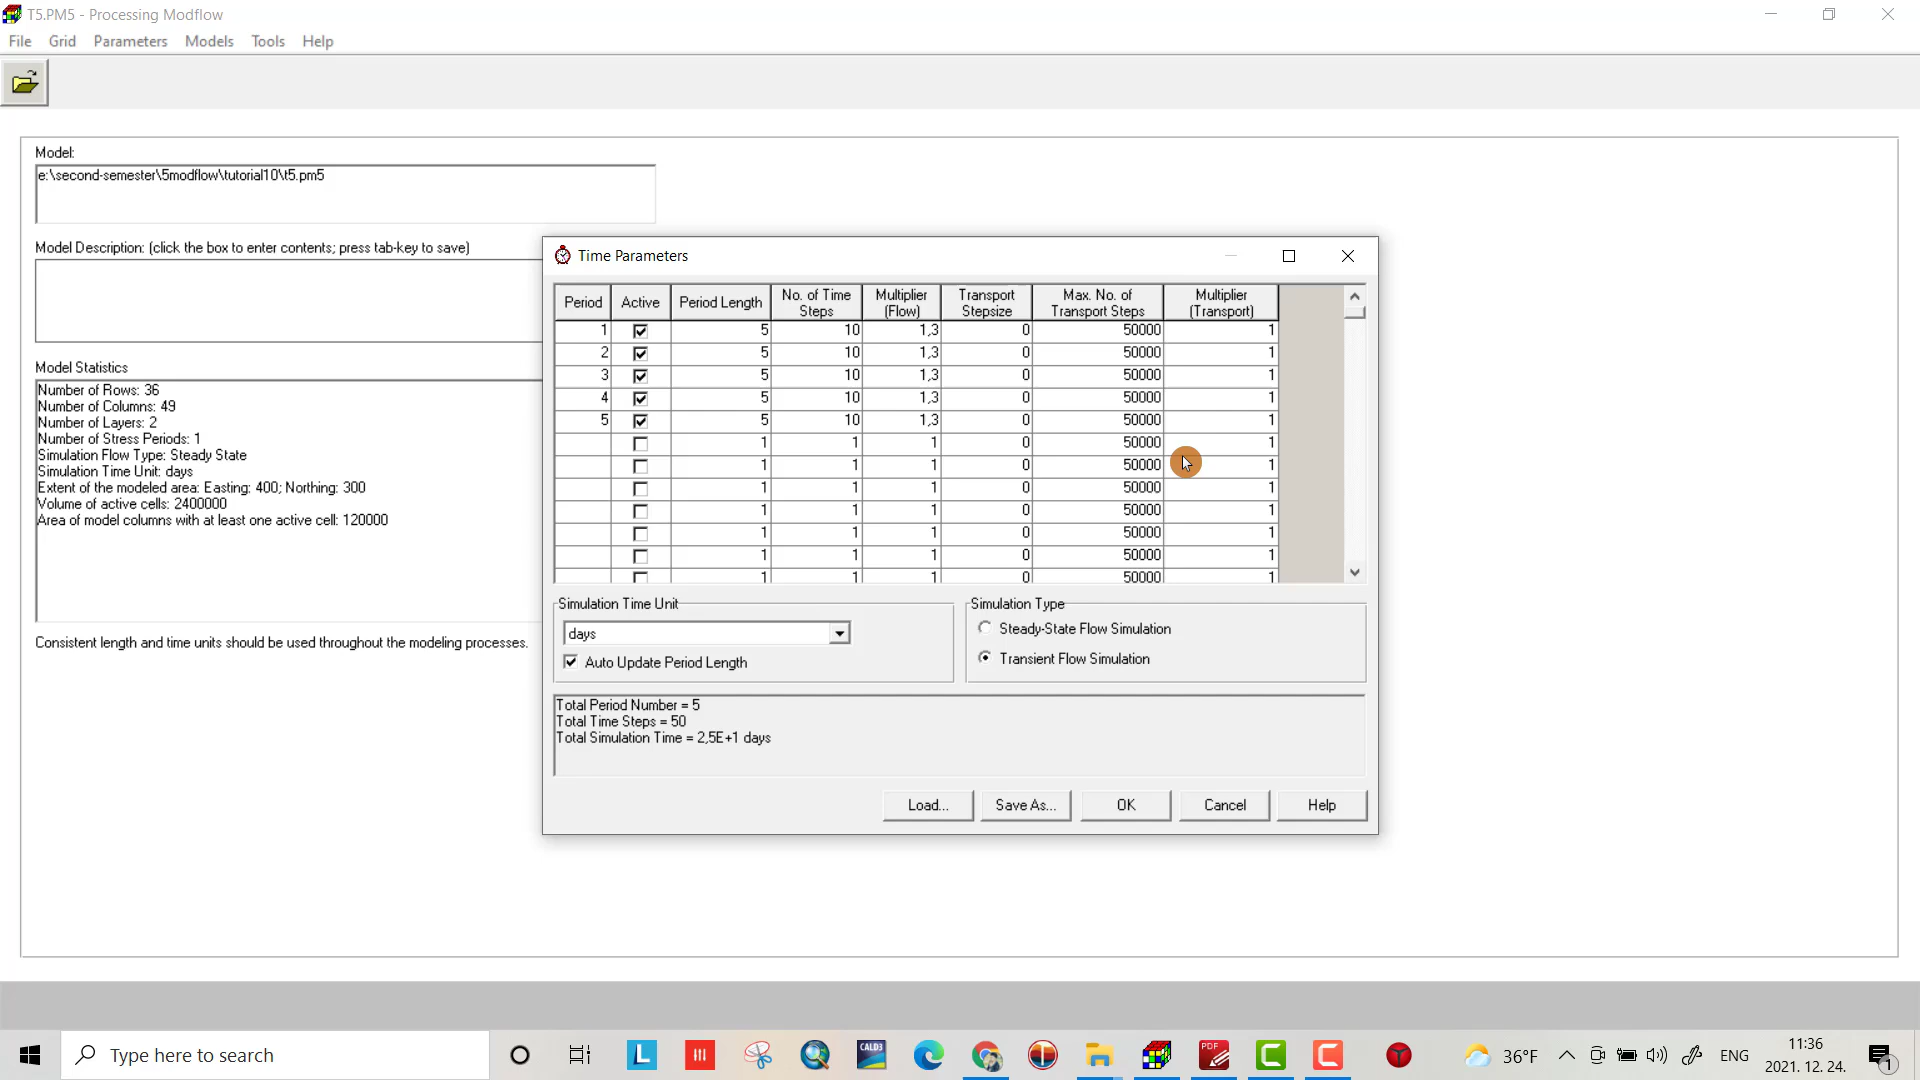 T5.PM5 - Processing Modflow
File Grid Parameters Models Tools Help
Model:
e:\second-semester\5modflow\tutorial10\t5.pm5
Model Description: (click the box to enter contents; press tab-key to save)
Model Statistics
Number of Rows: 36
Number of Columns: 49
Number of Layers: 2
Number of Stress Periods: 1
Simulation Flow Type: Steady State
Simulation Time Unit: days
Extent of the modeled area: Easting: 400; Northing: 300
Volume of active cells: 2400000
Area of model columns with at least one active cell: 120000
Consistent length and time units should be used throughout the modeling processes.
Time Parameters
Period Active Period Length No. of Time Steps Multiplier (Flow) Transport Stepsize Max. No. of Transport Steps Multiplier (Transport)
1 5 10 1,3 0 50000 1
2 5 10 1,3 0 50000 1
3 5 10 1,3 0 50000 1
4 5 10 1,3 0 50000 1
5 5 10 1,3 0 50000 1
1 1 1 0 50000 1
1 1 1 0 50000 1
1 1 1 0 50000 1
1 1 1 0 50000 1
1 1 1 0 50000 1
1 1 1 0 50000 1
1 1 1 0 50000 1
Simulation Time Unit
days
Auto Update Period Length
Simulation Type
Steady-State Flow Simulation
Transient Flow Simulation
Total Period Number = 5
Total Time Steps = 50
Total Simulation Time = 2,5E+1 days
Load... Save As... OK Cancel Help
Type here to search
L
CALD3
PDF
C
C
36°F
ENG
11:36
2021. 12. 24.
1